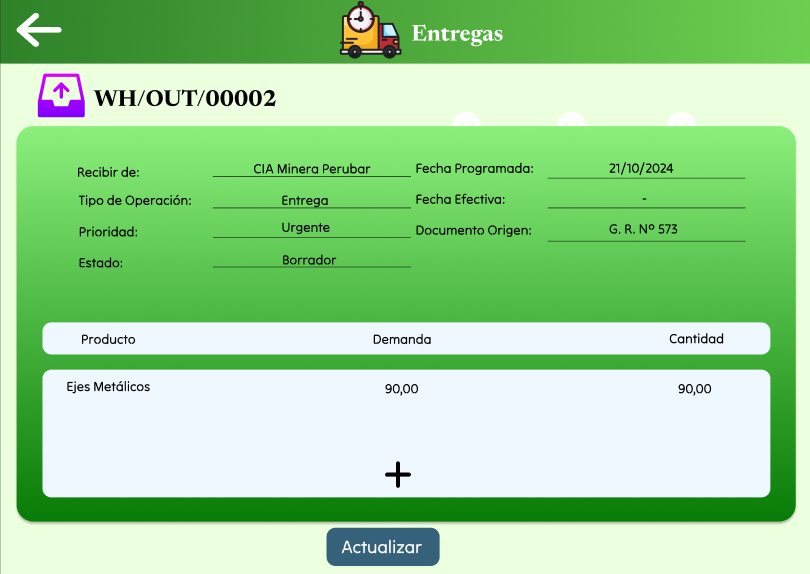 Entregas
WH/OUT/00002
Recibir de: CIA Minera Perubar Fecha Programada: 21/10/2024
Tipo de Operación: Entrega Fecha Efectiva: -
Prioridad: Urgente Documento Origen: G. R. Nº 573
Estado: Borrador
Producto Demanda Cantidad
Ejes Metálicos 90,00 90,00
+
Actualizar